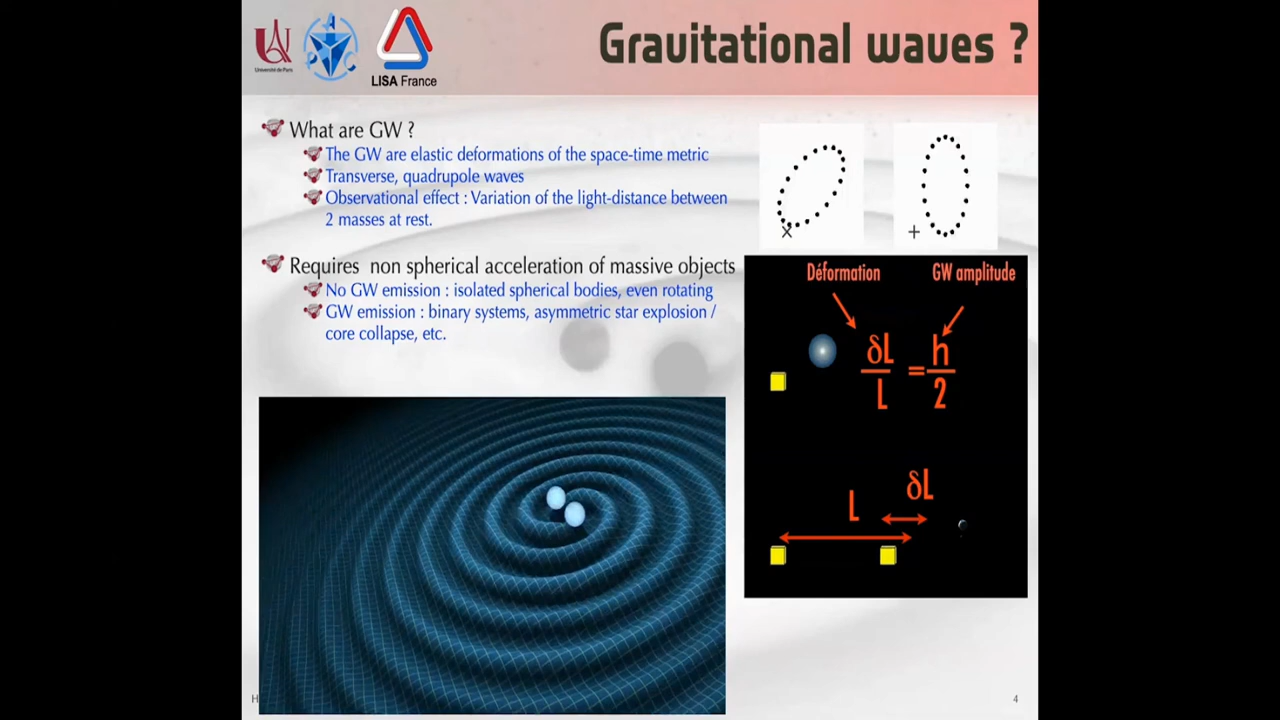 Gravitational waves ?
Université de Paris
LISA France
What are GW ?
The GW are elastic deformations of the space-time metric
Transverse, quadrupole waves
Observational effect : Variation of the light-distance between
2 masses at rest.
× +
Requires non spherical acceleration of massive objects
No GW emission : isolated spherical bodies, even rotating
GW emission : binary systems, asymmetric star explosion /
core collapse, etc.
Déformation GW amplitude
δL/L = h/2
L δL
H
4